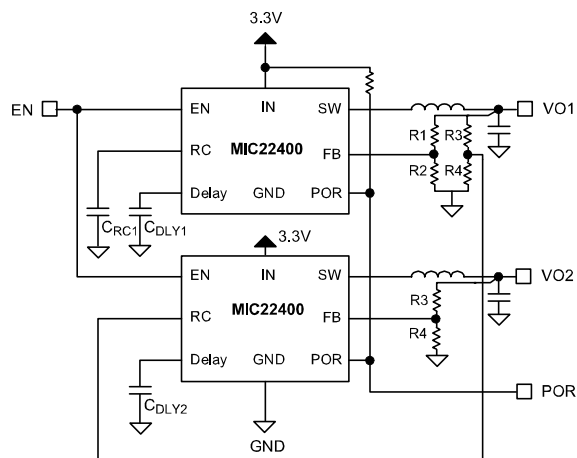 3.3V
EN
EN
IN
SW
VO1
RC
MIC22400
FB
R1
R3
R2
R4
Delay
GND
POR
CRC1
CDLY1
3.3V
EN
IN
SW
VO2
RC
MIC22400
FB
R3
R4
Delay
GND
POR
CDLY2
POR
GND